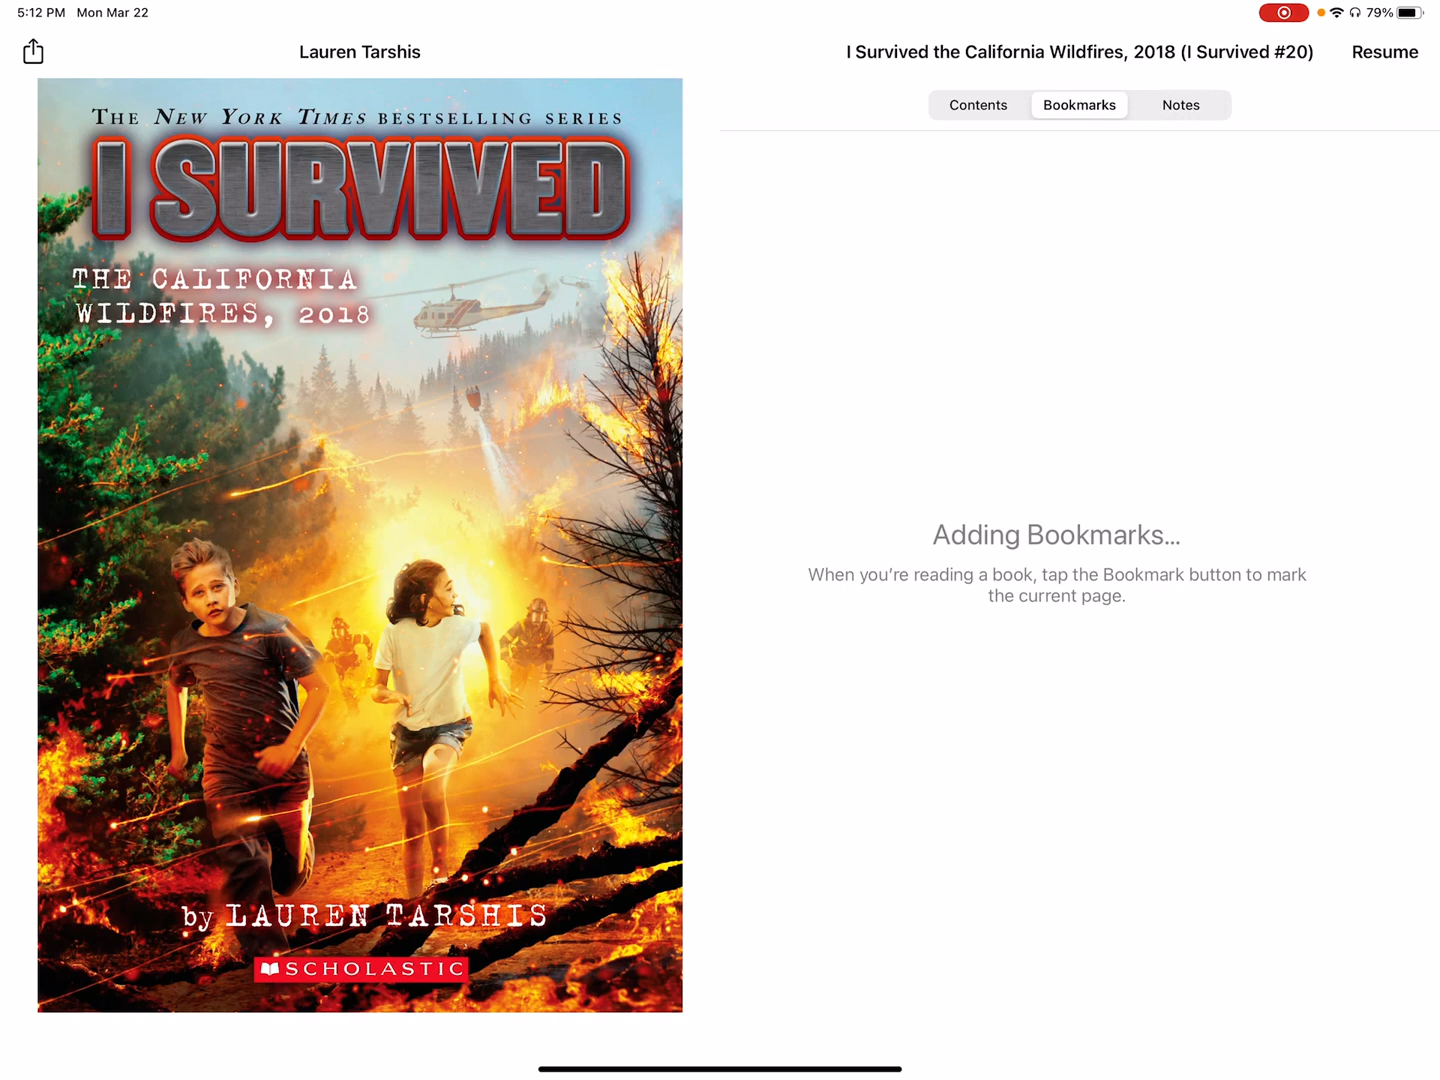 5:12 PM Mon Mar 22
79%
Lauren Tarshis
I Survived the California Wildfires, 2018 (I Survived #20)
Resume
THE NEW YORK TIMES BESTSELLING SERIES
I SURVIVED
THE CALIFORNIA
WILDFIRES, 2018
by LAUREN TARSHIS
SCHOLASTIC
Contents
Bookmarks
Notes
Adding Bookmarks...
When you’re reading a book, tap the Bookmark button to mark
the current page.